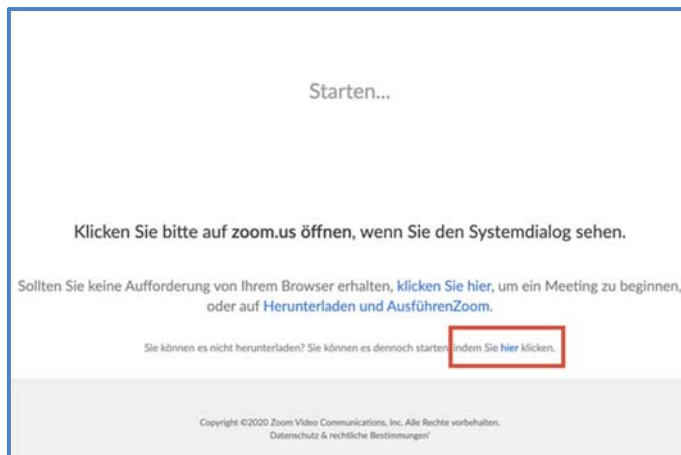 Starten...
Klicken Sie bitte auf zoom.us öffnen, wenn Sie den Systemdialog sehen.
Sollten Sie keine Aufforderung von Ihrem Browser erhalten, klicken Sie hier, um ein Meeting zu beginnen,
oder auf Herunterladen und AusführenZoom.
Sie können es nicht herunterladen? Sie können es dennoch starten indem Sie hier klicken.
Copyright ©2020 Zoom Video Communications, Inc. Alle Rechte vorbehalten.
Datenschutz & rechtliche Bestimmungen'